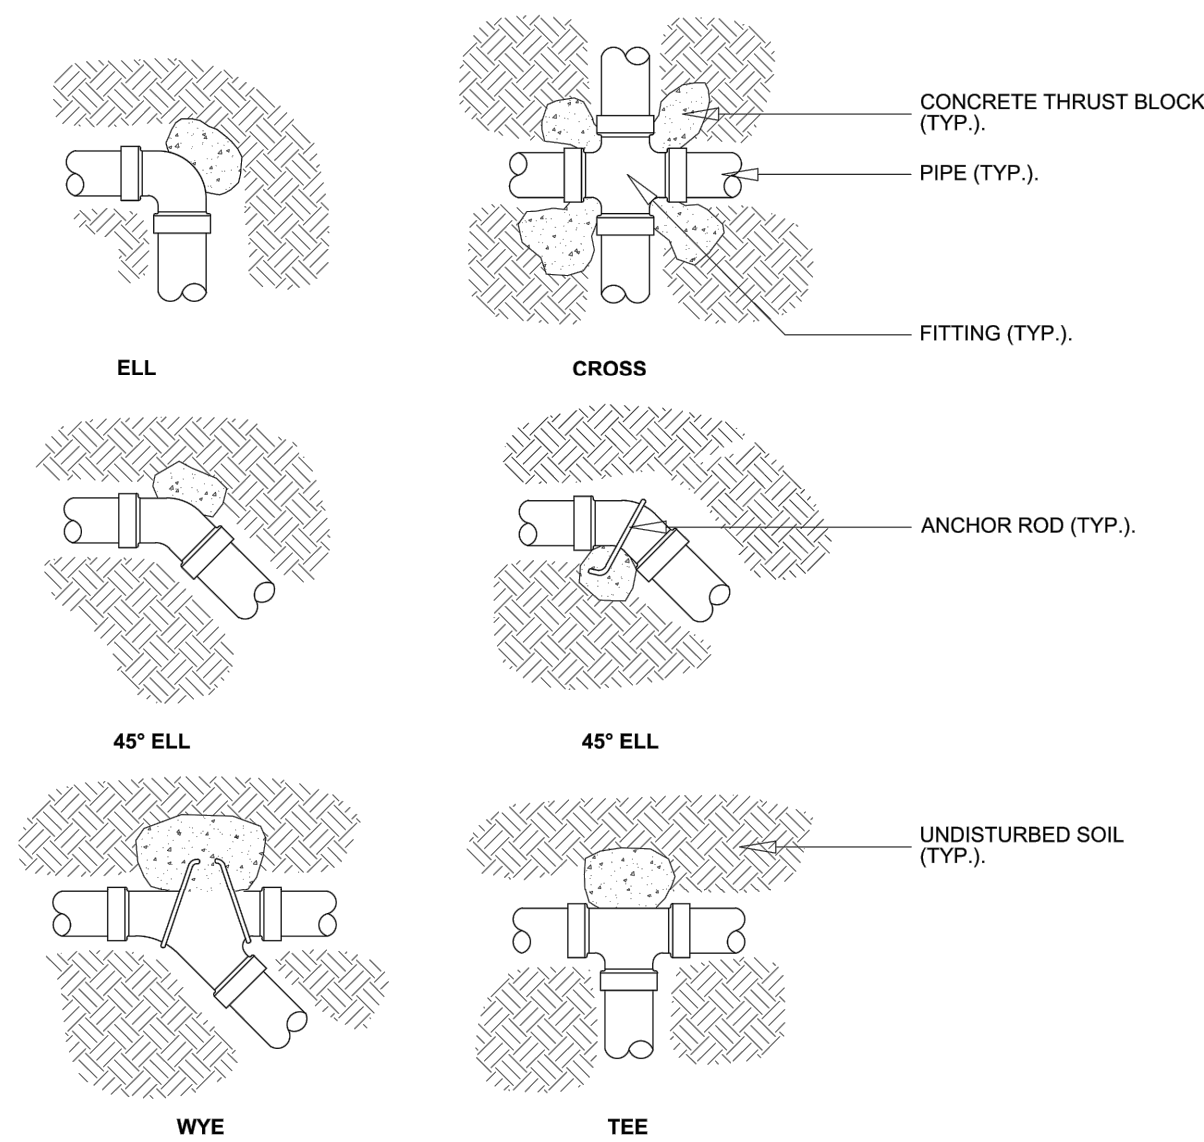 CONCRETE THRUST BLOCK
(TYP.).
PIPE (TYP.).
FITTING (TYP.).
ELL
CROSS
ANCHOR ROD (TYP.).
45° ELL
45° ELL
UNDISTURBED SOIL
(TYP.).
WYE
TEE